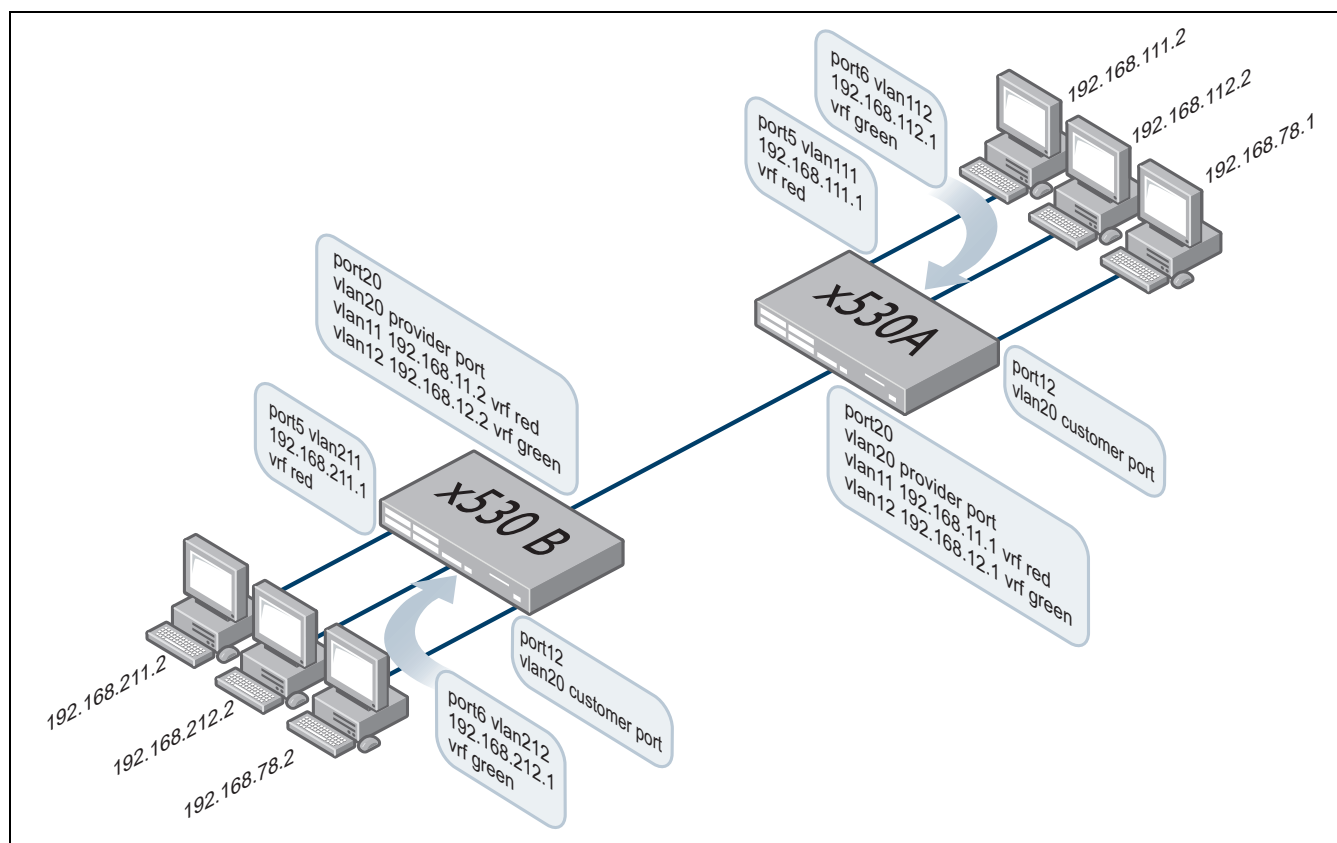 192.168.111.2
192.168.112.2
192.168.78.1
port6 vlan112
192.168.112.1
vrf green
port5 vlan111
192.168.111.1
vrf red
x530A
port12
vlan20 customer port
port20
vlan20 provider port
vlan11 192.168.11.1 vrf red
vlan12 192.168.12.1 vrf green
port20
vlan20 provider port
vlan11 192.168.11.2 vrf red
vlan12 192.168.12.2 vrf green
port5 vlan211
192.168.211.1
vrf red
x530 B
port12
vlan20 customer port
port6 vlan212
192.168.212.1
vrf green
192.168.211.2
192.168.212.2
192.168.78.2